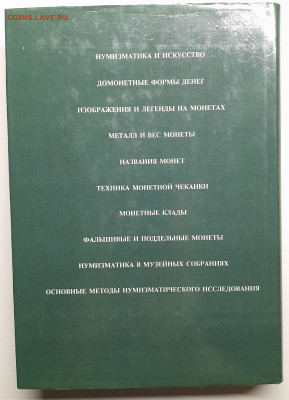 COINS.LAVE.RU
НУМИЗМАТИКА И ИСКУССТВО
ДОМОНЕТНЫЕ ФОРМЫ ДЕНЕГ
ИЗОБРАЖЕНИЯ И ЛЕГЕНДЫ НА МОНЕТАХ
МЕТАЛЛ И ВЕС МОНЕТЫ
НАЗВАНИЯ МОНЕТ
ТЕХНИКА МОНЕТНОЙ ЧЕКАНКИ
МОНЕТНЫЕ КЛАДЫ
ФАЛЬШИВЫЕ И ПОДДЕЛЬНЫЕ МОНЕТЫ
НУМИЗМАТИКА В МУЗЕЙНЫХ СОБРАНИЯХ
ОСНОВНЫЕ МЕТОДЫ НУМИЗМАТИЧЕСКОГО ИССЛЕДОВАНИЯ